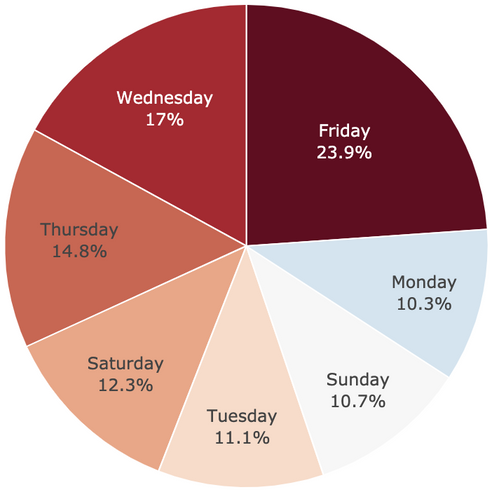 Wednesday
17%
Friday
23.9%
Thursday
14.8%
Monday
10.3%
Saturday
12.3%
Sunday
10.7%
Tuesday
11.1%